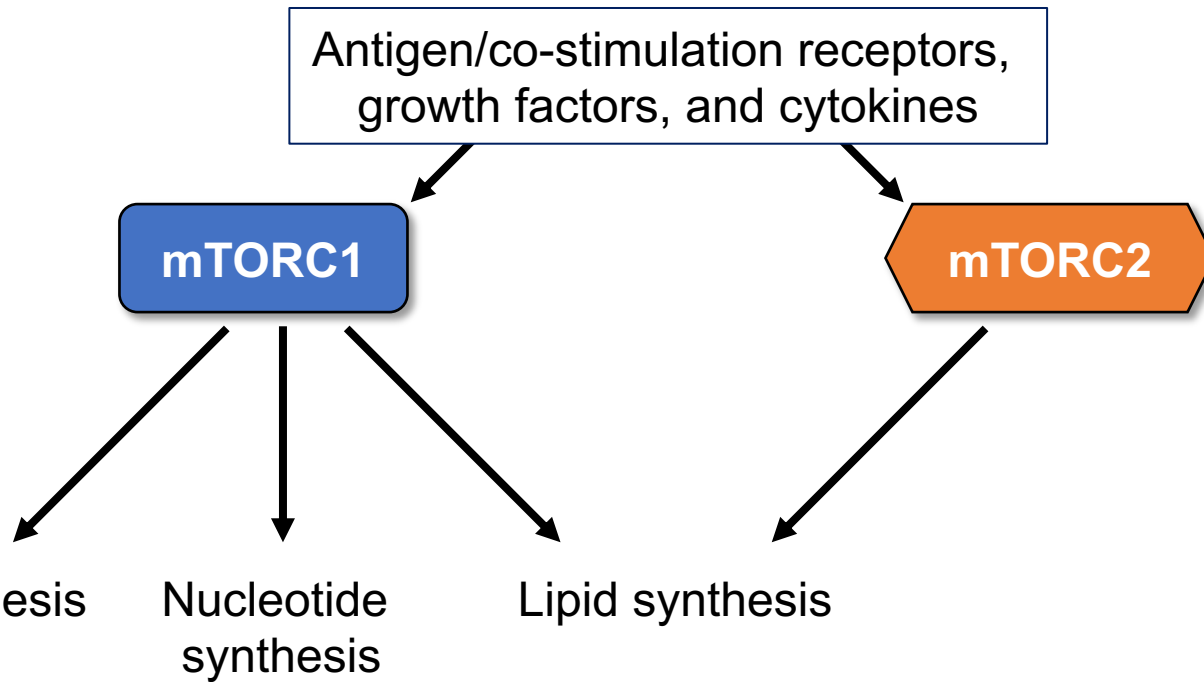 Antigen/co-stimulation receptors,
growth factors, and cytokines
mTORC1
mTORC2
esis
Nucleotide
synthesis
Lipid synthesis